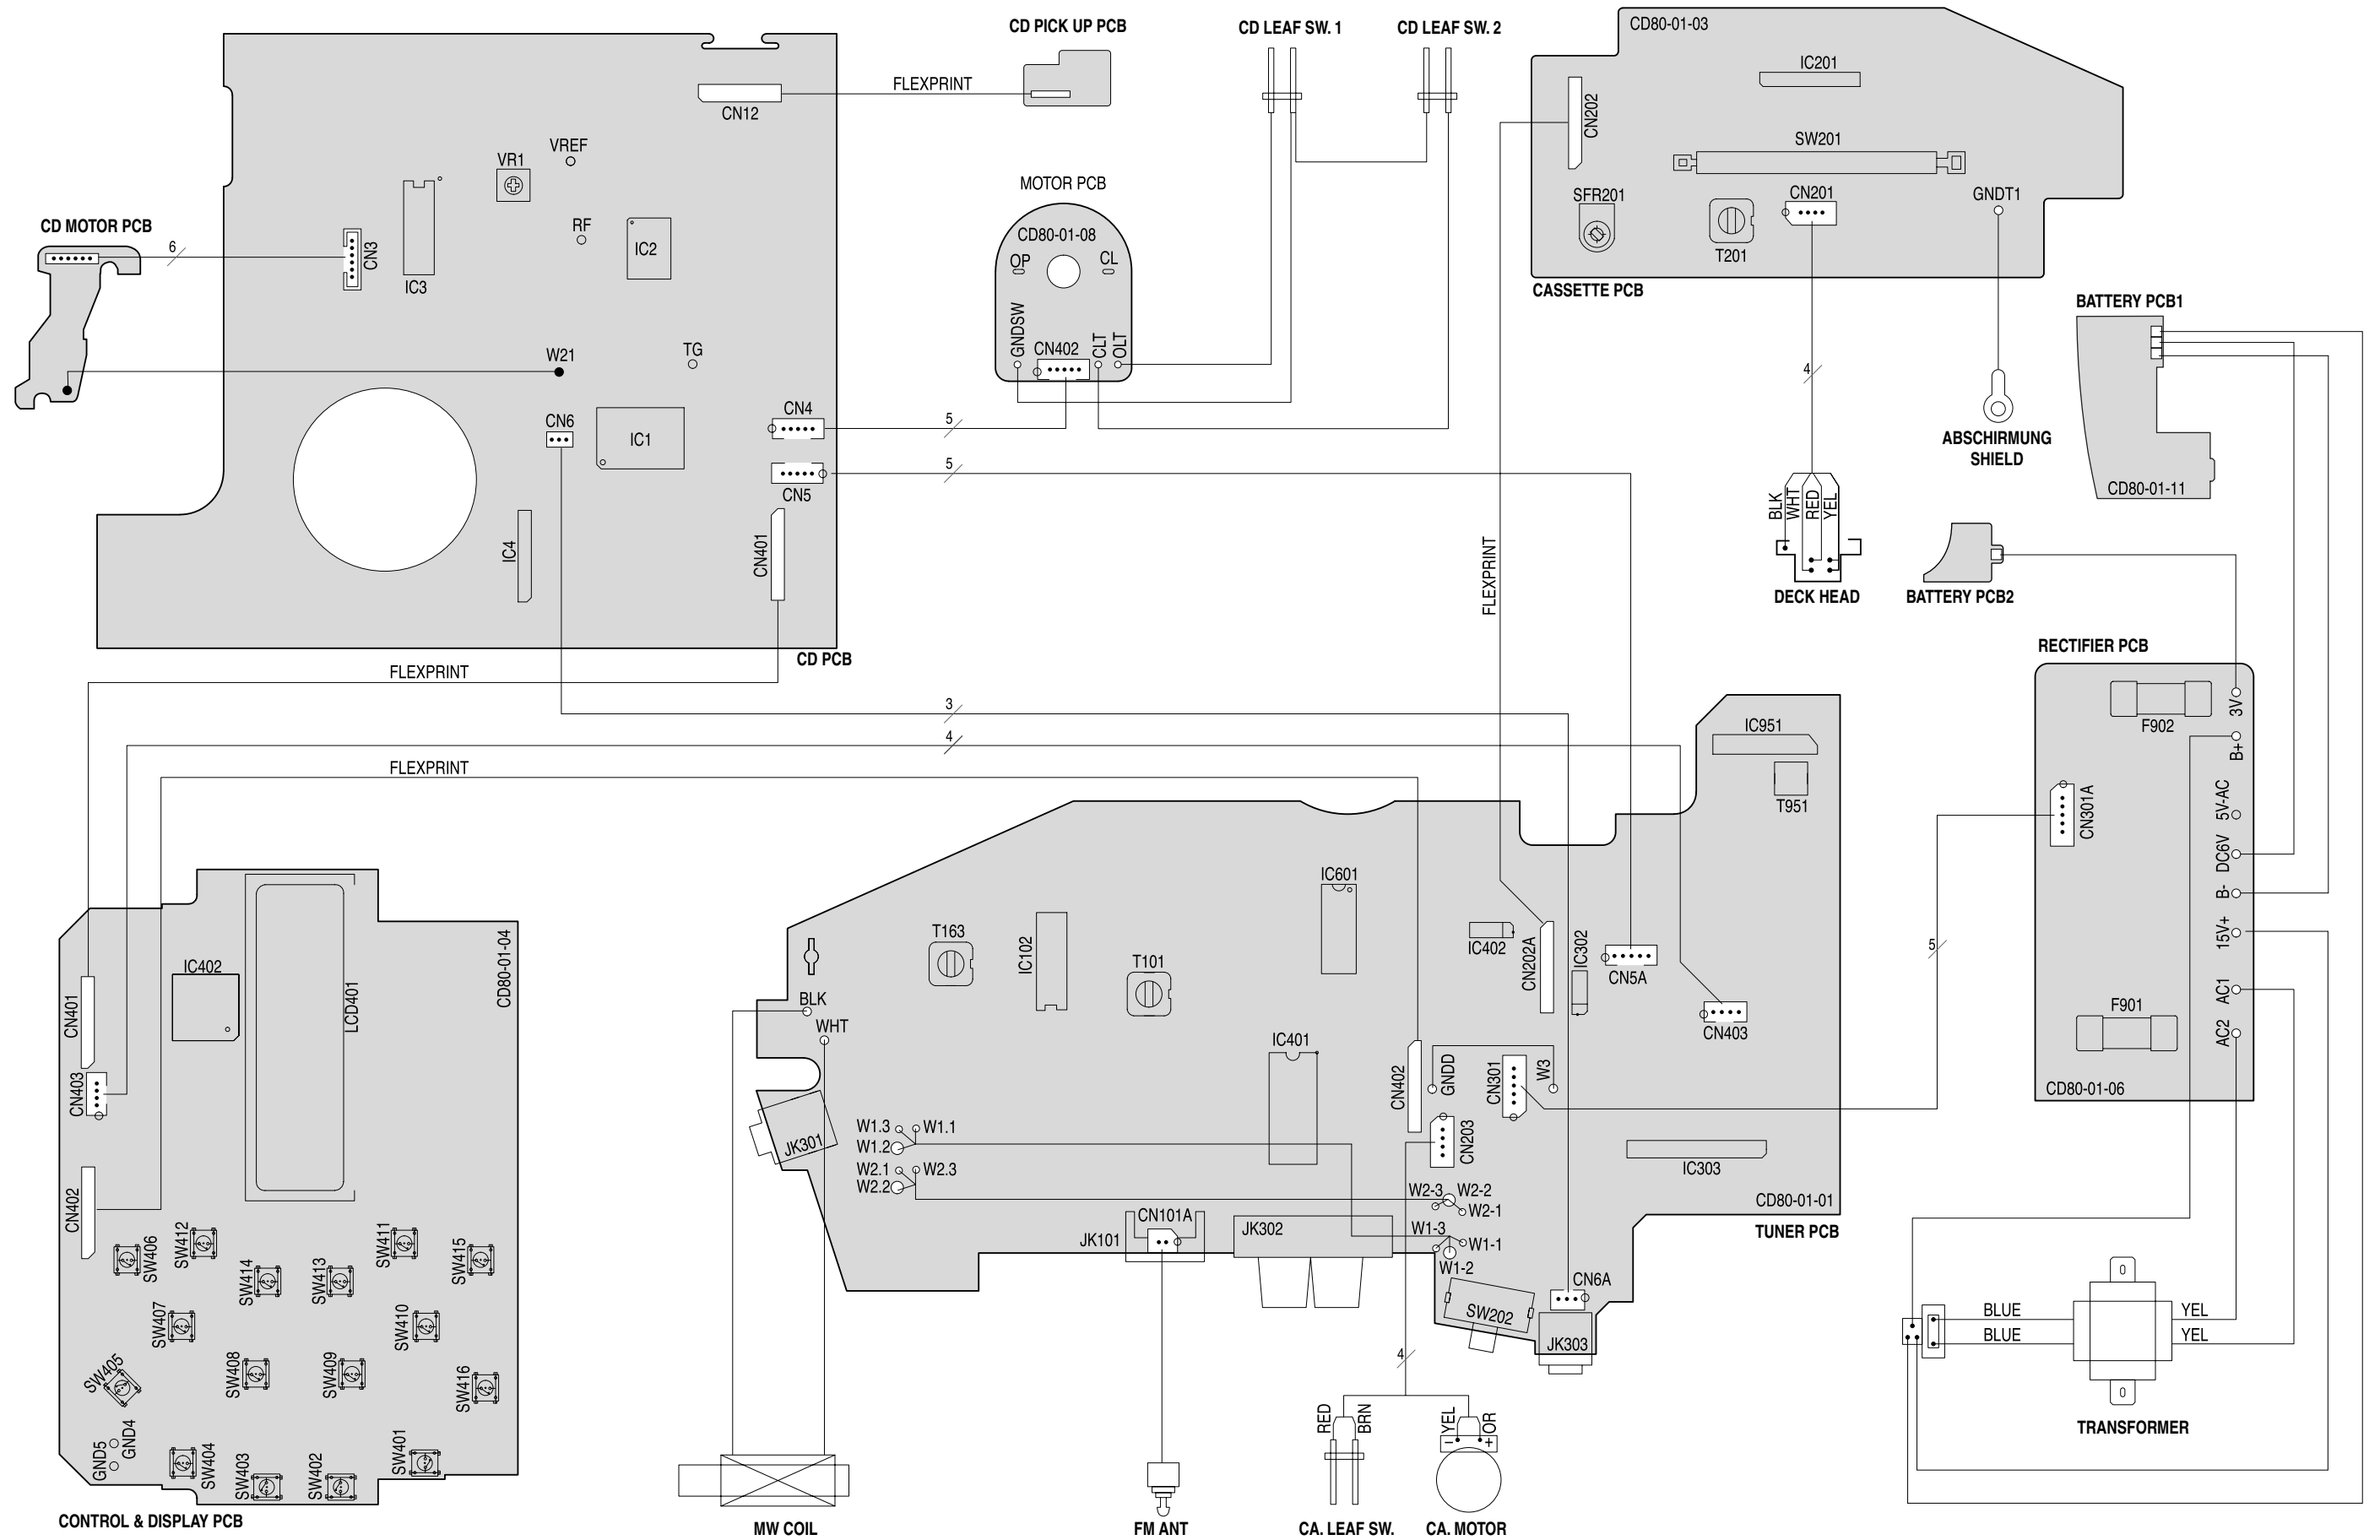 CD PICK UP PCB
CD LEAF SW. 1
CD LEAF SW. 2
CD80-01-03
IC201
CN202
SW201
SFR201
T201
CN201
GNDT1
CASSETTE PCB
FLEXPRINT
CN12
VREF
VR1
RF
IC2
CN3
IC3
CD MOTOR PCB
6
W21
TG
CN6
IC1
CN4
5
CN5
5
IC4
CN401
CD PCB
MOTOR PCB
CD80-01-08
OP
CL
GNDSW
CN402
CLT
OLT
4
BLK
WHT
RED
YEL
DECK HEAD
ABSCHIRMUNG
SHIELD
BATTERY PCB1
CD80-01-11
BATTERY PCB2
FLEXPRINT
FLEXPRINT
3
4
FLEXPRINT
RECTIFIER PCB
F902
3V
B+
5V-AC
DC6V
B-
15V+
AC1
AC2
CN301A
F901
CD80-01-06
5
IC951
T951
IC601
T163
IC102
T101
IC402
CN202A
IC302
CN5A
CN403
BLK
WHT
JK301
IC401
CN402
GNDD
CN301
W3
CN203
IC303
CD80-01-01
TUNER PCB
W1.3
W1.1
W1.2
W2.1
W2.3
W2.2
W2-3
W2-2
W2-1
W1-3
W1-1
W1-2
CN101A
JK101
JK302
SW202
CN6A
JK303
4
RED
BRN
YEL
OR
−
+
MW COIL
FM ANT
CA. LEAF SW.
CA. MOTOR
CD80-01-04
IC402
LCD401
CN401
CN403
CN402
SW406
SW412
SW414
SW413
SW411
SW415
SW407
SW410
SW408
SW409
SW405
SW416
GND5
GND4
SW404
SW403
SW402
SW401
CONTROL & DISPLAY PCB
0
BLUE
YEL
BLUE
YEL
0
TRANSFORMER